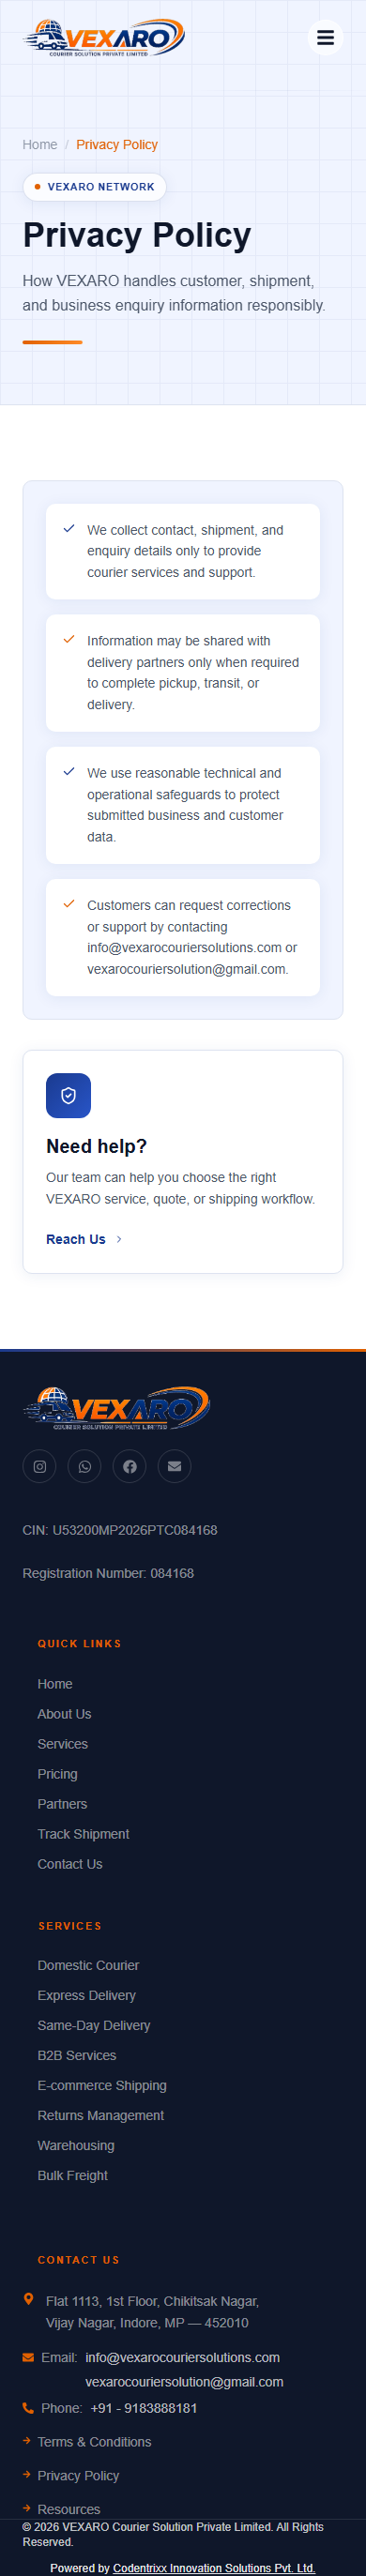 VEXARO
COURIER SOLUTION PRIVATE LIMITED
Home / Privacy Policy
VEXARO NETWORK
Privacy Policy
How VEXARO handles customer, shipment,
and business enquiry information responsibly.
We collect contact, shipment, and
enquiry details only to provide
courier services and support.
Information may be shared with
delivery partners only when required
to complete pickup, transit, or
delivery.
We use reasonable technical and
operational safeguards to protect
submitted business and customer
data.
Customers can request corrections
or support by contacting
info@vexarocouriersolutions.com or
vexarocouriersolution@gmail.com.
Need help?
Our team can help you choose the right
VEXARO service, quote, or shipping workflow.
Reach Us
VEXARO
COURIER SOLUTION PRIVATE LIMITED
CIN: U53200MP2026PTC084168
Registration Number: 084168
QUICK LINKS
Home
About Us
Services
Pricing
Partners
Track Shipment
Contact Us
SERVICES
Domestic Courier
Express Delivery
Same-Day Delivery
B2B Services
E-commerce Shipping
Returns Management
Warehousing
Bulk Freight
CONTACT US
Flat 1113, 1st Floor, Chikitsak Nagar,
Vijay Nagar, Indore, MP — 452010
Email: info@vexarocouriersolutions.com
vexarocouriersolution@gmail.com
Phone: +91 - 9183888181
Terms & Conditions
Privacy Policy
Resources
© 2026 VEXARO Courier Solution Private Limited. All Rights
Reserved.
Powered by Codentrixx Innovation Solutions Pvt. Ltd.